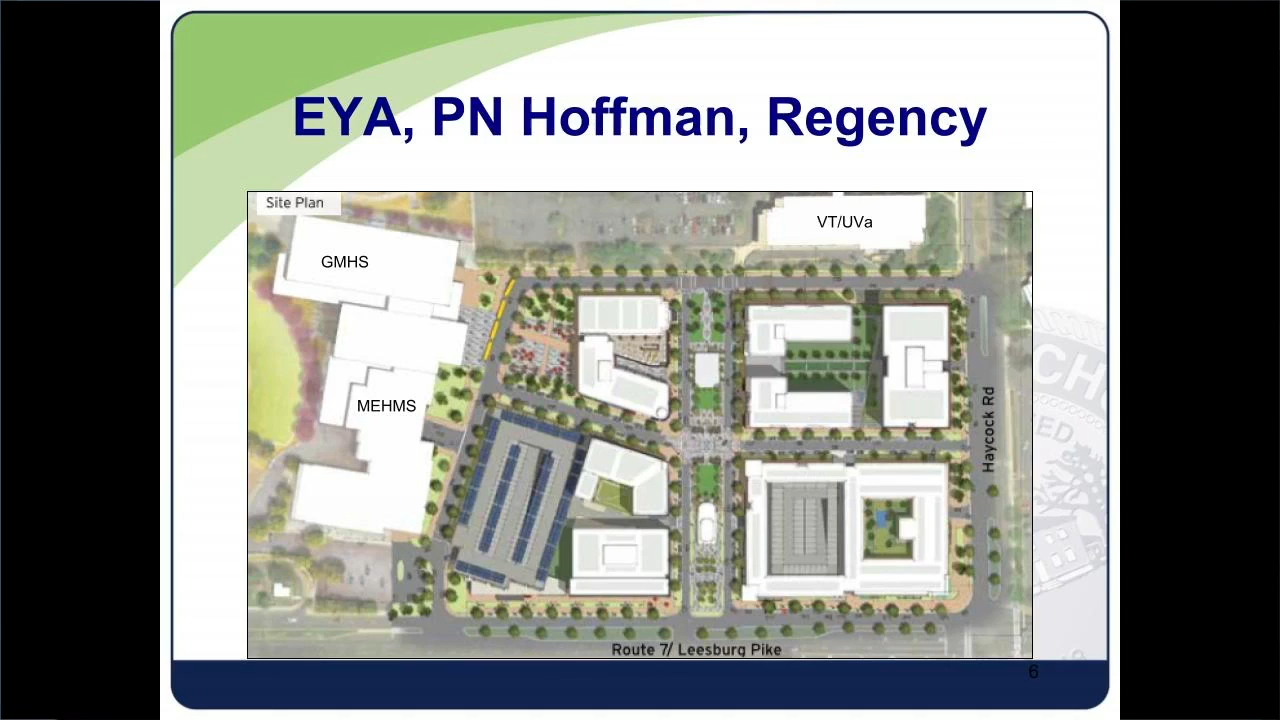 EYA, PN Hoffman, Regency
Site Plan
VT/UVa
GMHS
MEHMS
Haycock Rd
Route 7/ Leesburg Pike
6